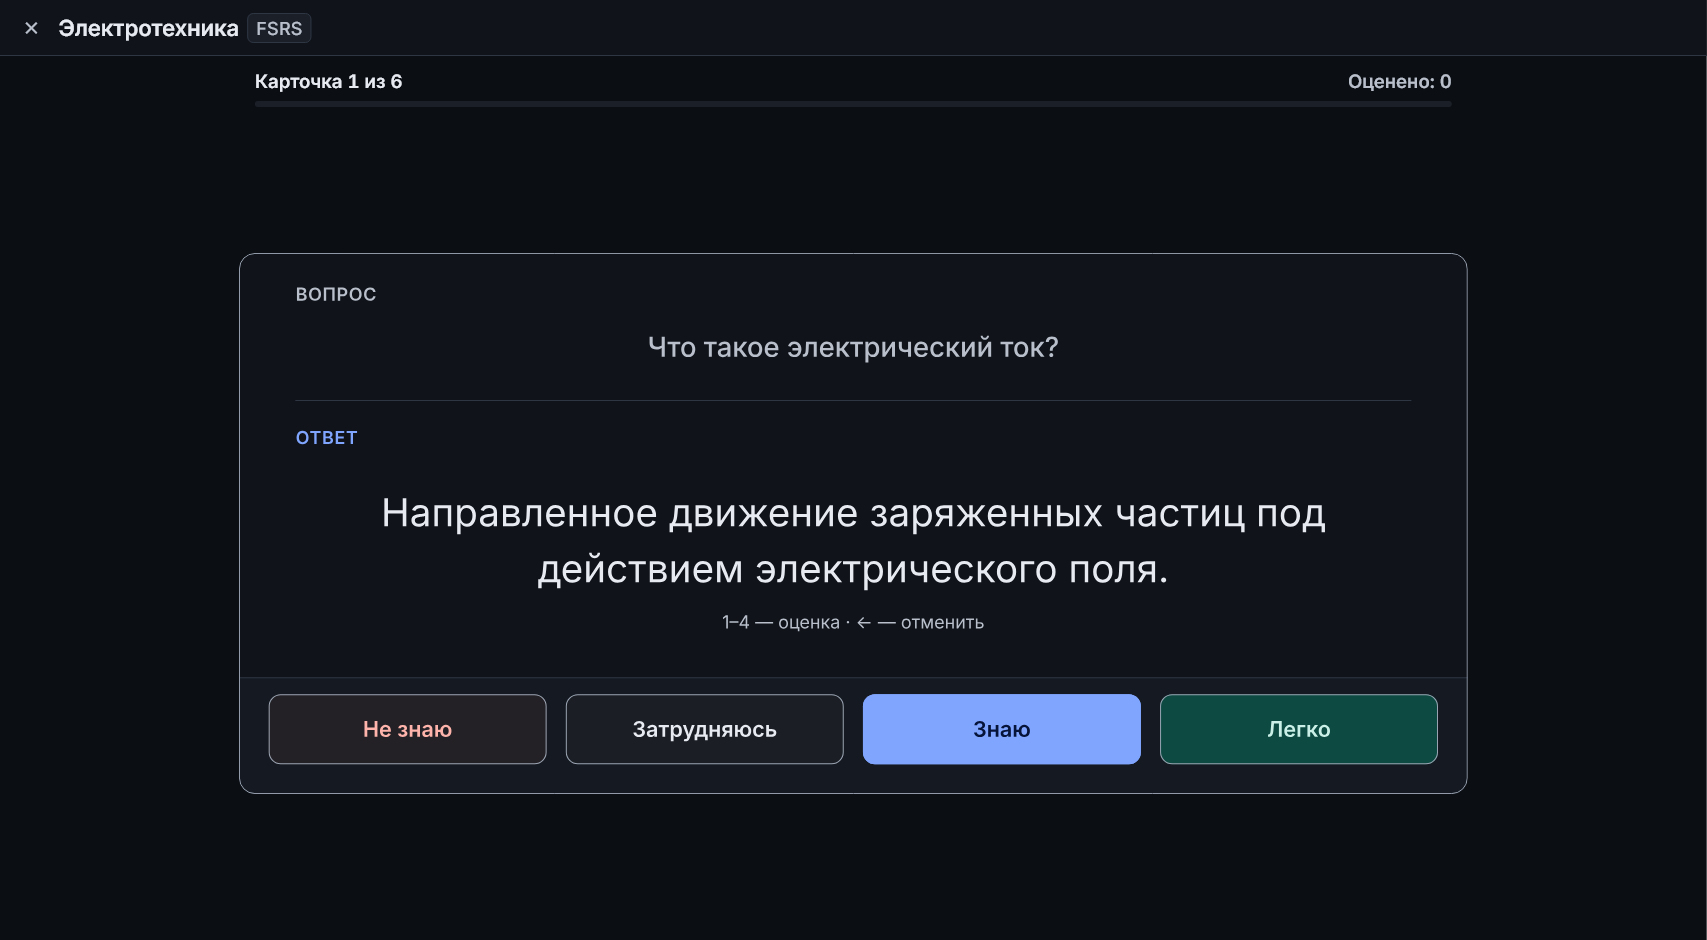 ✕ Электротехника FSRS
Карточка 1 из 6
Оценено: 0
ВОПРОС
Что такое электрический ток?
ОТВЕТ
Направленное движение заряженных частиц под
действием электрического поля.
1–4 — оценка · ← — отменить
Не знаю
Затрудняюсь
Знаю
Легко